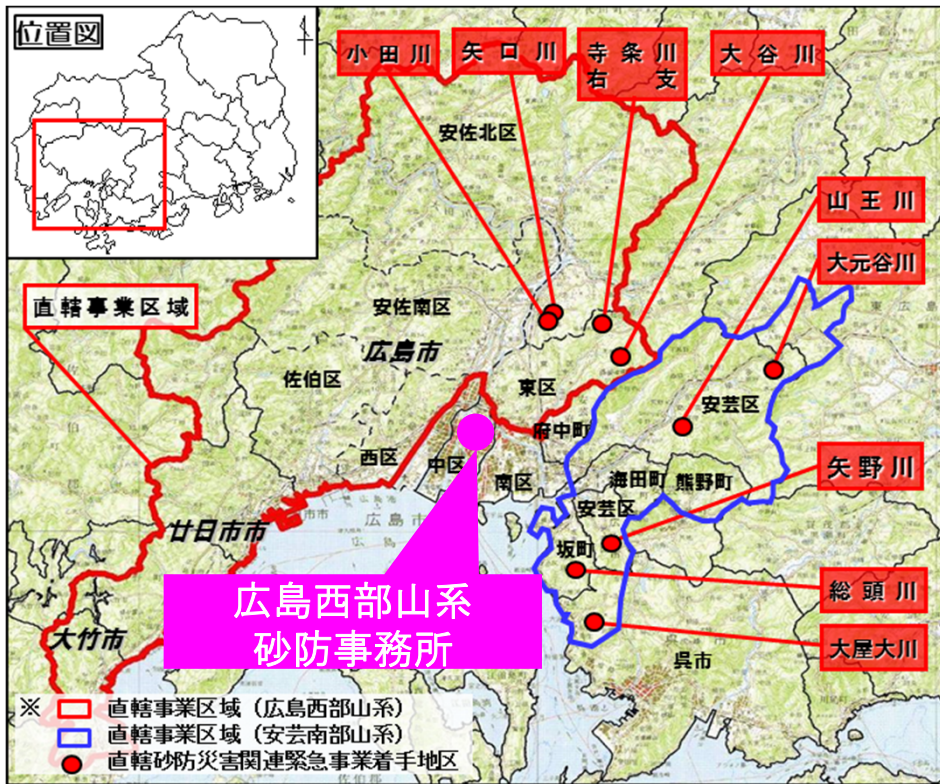 位置図
小田川
矢口川
寺条川
右支
大谷川
安佐北区
山王川
大元谷川
直轄事業区域
安佐南区
広島市
佐伯区
東区
安芸区
府中町
西区
中区
南区
海田町
熊野町
矢野川
安芸区
廿日市市
坂町
広島西部山系
砂防事務所
総頭川
大竹市
大屋大川
呉市
※
直轄事業区域（広島西部山系）
直轄事業区域（安芸南部山系）
直轄砂防災害関連緊急事業着手地区